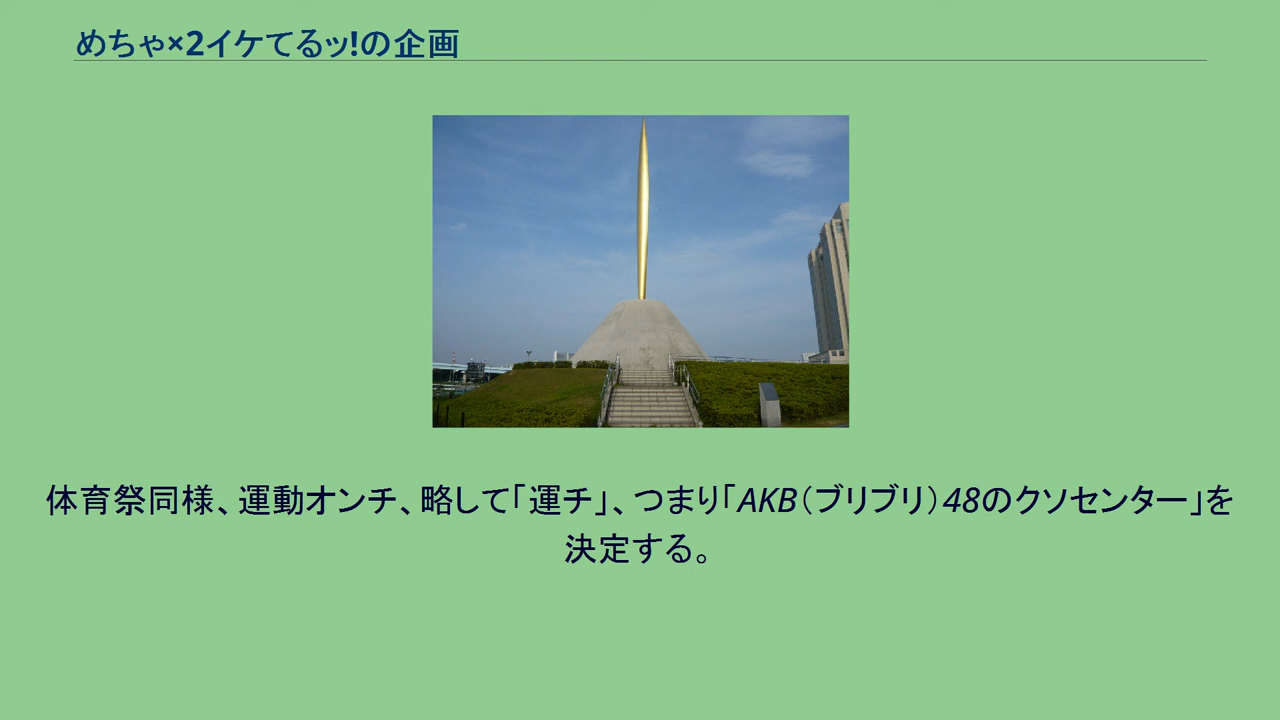 めちゃ×2イケてるッ!の企画
体育祭同様、運動オンチ、略して「運チ」、つまり「AKB（ブリブリ）48のクソセンター」を
決定する。